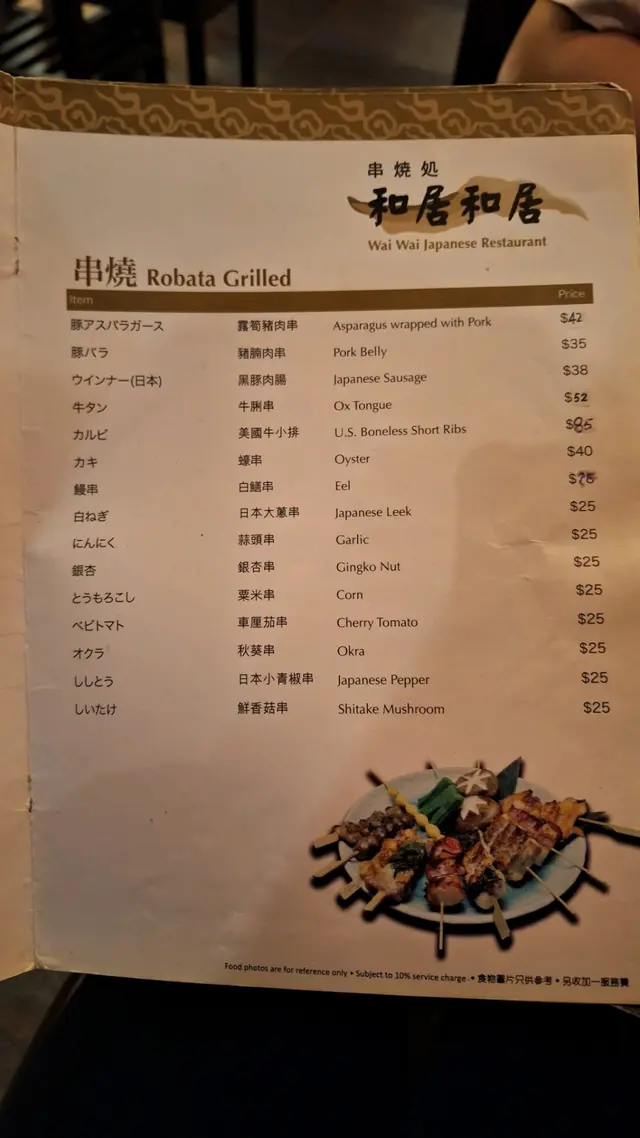 串燒処
和居和居
Wai Wai Japanese Restaurant
串燒 Robata Grilled
Item Price
豚アスパラガース 露筍豬肉串 Asparagus wrapped with Pork $42
豚バラ 豬腩肉串 Pork Belly $35
ウインナー(日本) 黑豚肉腸 Japanese Sausage $38
牛タン 牛脷串 Ox Tongue $52
カルビ 美國牛小排 U.S. Boneless Short Ribs $85
カキ 蠔串 Oyster $40
鰻串 白鱔串 Eel $75
白ねぎ 日本大蔥串 Japanese Leek $25
にんにく 蒜頭串 Garlic $25
銀杏 銀杏串 Gingko Nut $25
とうもろこし 粟米串 Corn $25
ベビトマト 車厘茄串 Cherry Tomato $25
オクラ 秋葵串 Okra $25
ししとう 日本小青椒串 Japanese Pepper $25
しいたけ 鮮香菇串 Shitake Mushroom $25
Food photos are for reference only • Subject to 10% service charge • 食物圖片只供參考 • 另收加一服務費